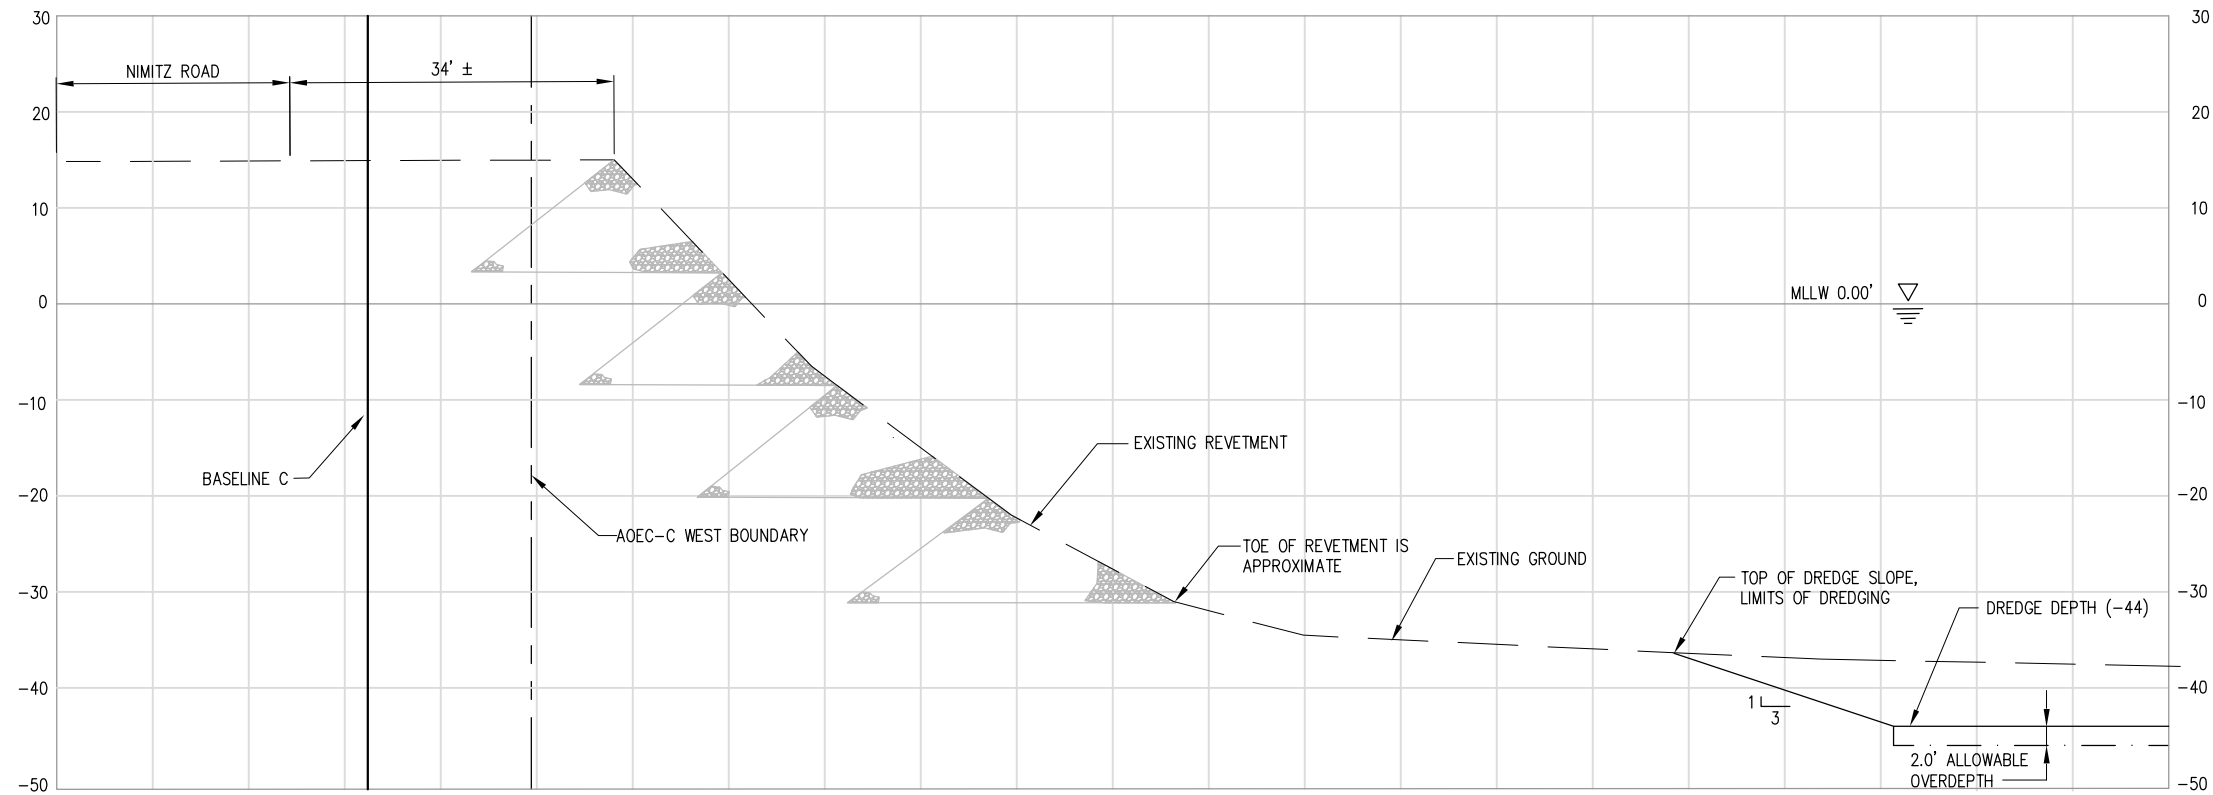 30
30
NIMITZ ROAD
34' ±
20
20
10
10
MLLW 0.00'
0
0
-10
-10
EXISTING REVETMENT
BASELINE C
-20
-20
AOEC-C WEST BOUNDARY
TOE OF REVETMENT IS
APPROXIMATE
EXISTING GROUND
TOP OF DREDGE SLOPE,
LIMITS OF DREDGING
-30
-30
DREDGE DEPTH (-44)
-40
-40
1
3
2.0' ALLOWABLE
OVERDEPTH
-50
-50